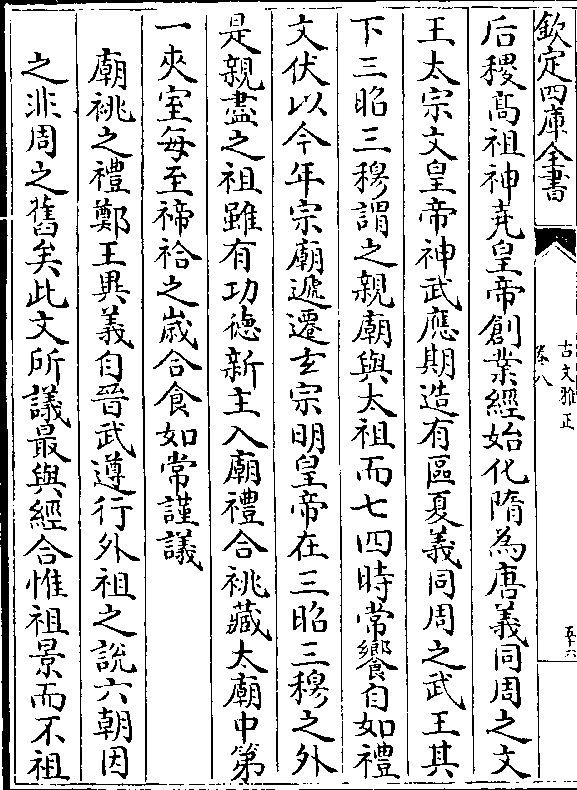 欽定四庫全書
古文雅正
卷八
五十六
后稷高祖神堯皇帝創業經始化隋為唐義同周之文
王太宗文皇帝神武應期造有區夏義同周之武王其
下三昭三穆謂之親廟與太祖而七四時常饗自如禮
文伏以今年宗廟遞遷玄宗明皇帝在三昭三穆之外
是親盡之祖雖有功德新主入廟禮合祧藏太廟中第
一夾室每至禘祫之嵗合食如常謹議
廟祧之禮鄭王異義自晉武遵行外祖之説六朝因
之非周之舊矣此文所議最與經合惟祖景而不祖